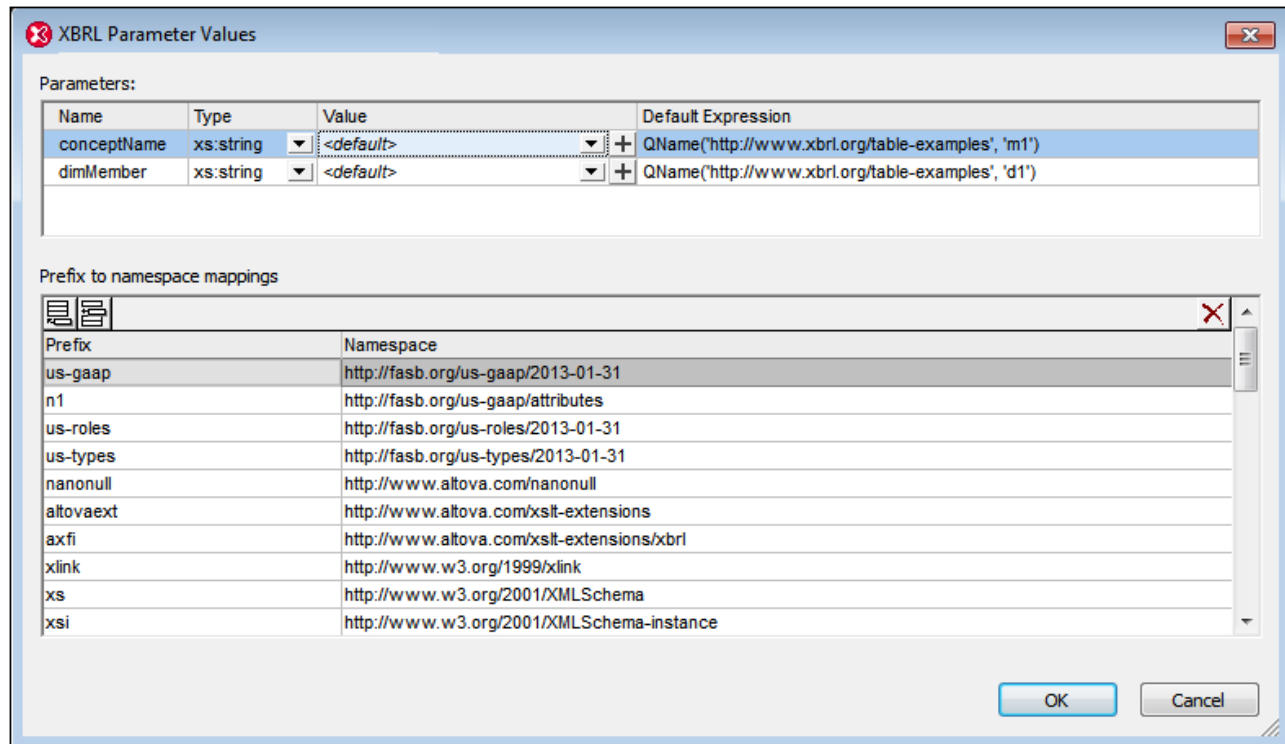 XBRL Parameter Values
Parameters:
Name Type Value Default Expression
conceptName xs:string <default> QName('http://www.xbrl.org/table-examples', 'm1')
dimMember xs:string <default> QName('http://www.xbrl.org/table-examples', 'd1')
Prefix to namespace mappings
Prefix Namespace
us-gaap http://fasb.org/us-gaap/2013-01-31
n1 http://fasb.org/us-gaap/attributes
us-roles http://fasb.org/us-roles/2013-01-31
us-types http://fasb.org/us-types/2013-01-31
nanonull http://www.altova.com/nanonull
altovaext http://www.altova.com/xslt-extensions
axfi http://www.altova.com/xslt-extensions/xbrl
xlink http://www.w3.org/1999/xlink
xs http://www.w3.org/2001/XMLSchema
xsi http://www.w3.org/2001/XMLSchema-instance
OK Cancel